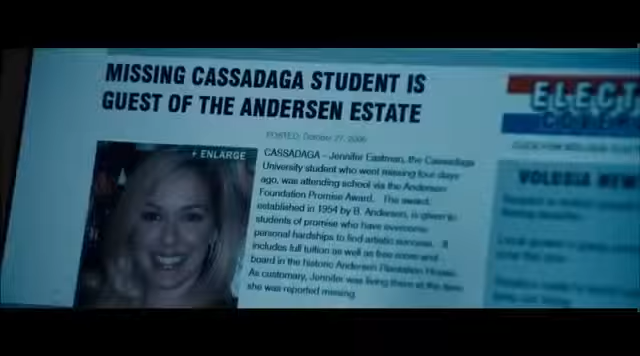 MISSING CASSADAGA STUDENT IS
GUEST OF THE ANDERSEN ESTATE
POSTED: October 27, 
+ ENLARGE
CASSADAGA – Jennifer Eastman, the Cassadaga
University student who went missing four days
ago, was attending school via the Andersen
Foundation Promise Award. The award,
established in 1954 by B. Andersen, is given to
students of promise who have overcome
personal hardships to find artistic success. It
includes full tuition as well as free room and
board in the historic Andersen Plantation House.
As customary, Jennifer was living there at the time
she was reported missing.
ELECT
VOLUSIA NEW